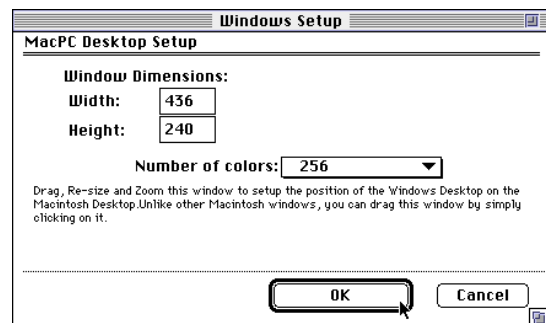 Windows Setup
MacPC Desktop Setup
Window Dimensions:
Width: 436
Height: 240
Number of colors: 256
Drag, Re-size and Zoom this window to setup the position of the Windows Desktop on the
Macintosh Desktop.Unlike other Macintosh windows, you can drag this window by simply
clicking on it.
OK Cancel